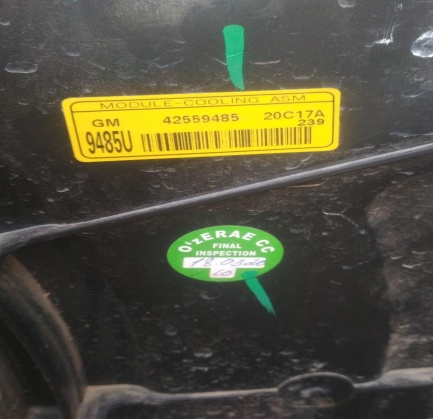 MODULE-COOLING ASM
GM 42559485 20C17A
9485U 239
O'zERAE CC
FINAL
INSPECTION